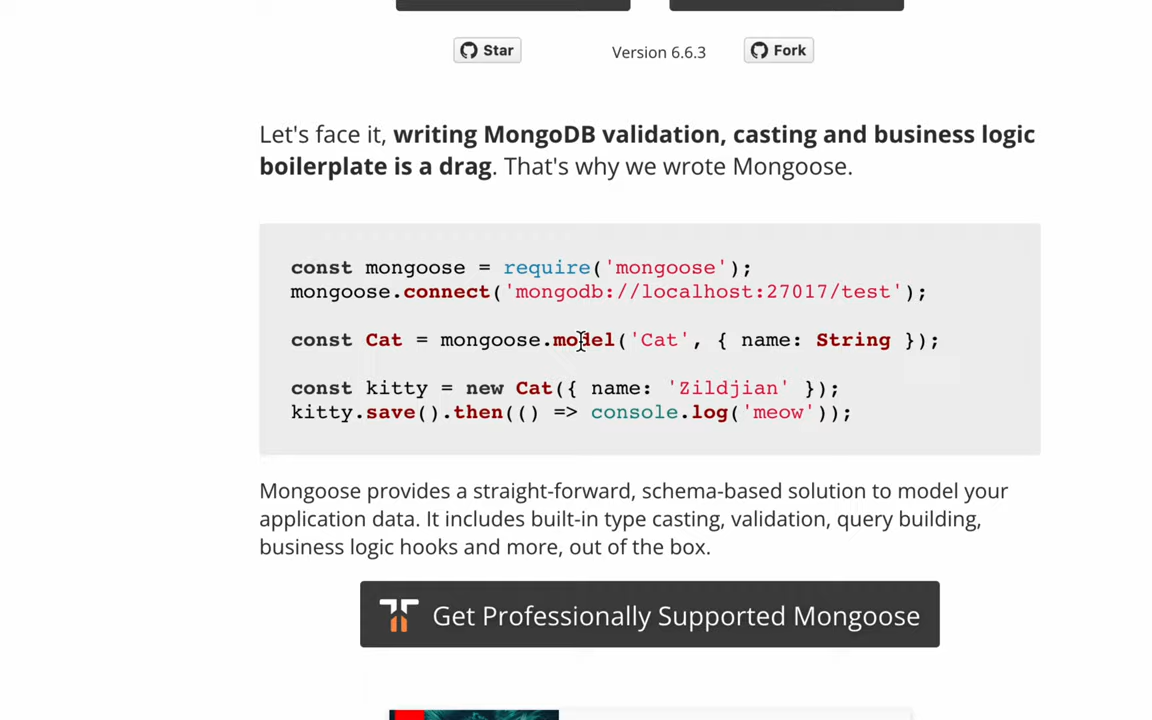 Star
Version 6.6.3
Fork
Let's face it, writing MongoDB validation, casting and business logic
boilerplate is a drag. That's why we wrote Mongoose.
const mongoose = require('mongoose');
mongoose.connect('mongodb://localhost:27017/test');
const Cat = mongoose.model('Cat', { name: String });
const kitty = new Cat({ name: 'Zildjian' });
kitty.save().then(() => console.log('meow'));
Mongoose provides a straight-forward, schema-based solution to model your
application data. It includes built-in type casting, validation, query building,
business logic hooks and more, out of the box.
Get Professionally Supported Mongoose